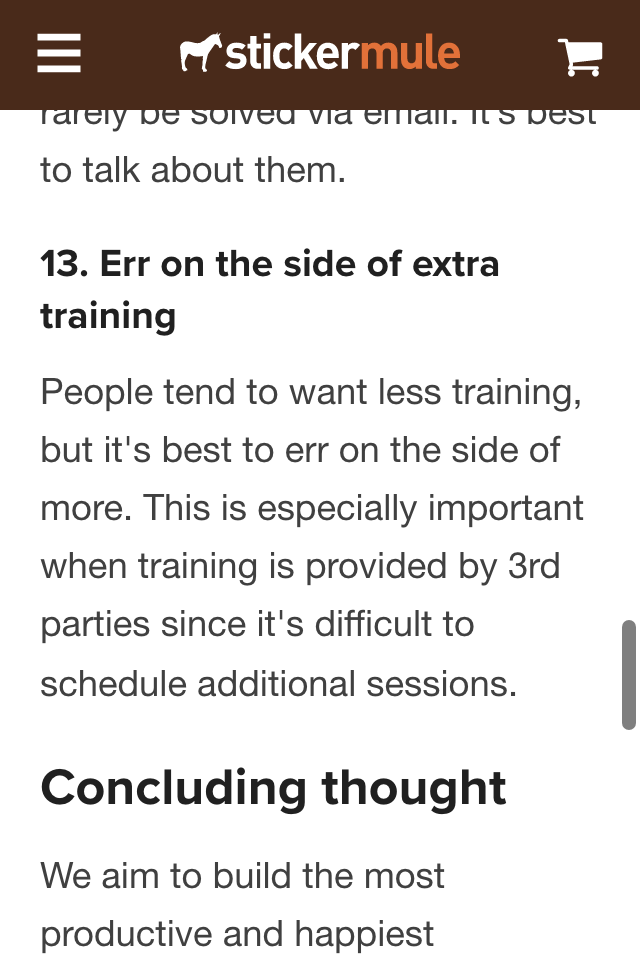 stickermule
rarely be solved via email. It's best
to talk about them.
13. Err on the side of extra
training
People tend to want less training,
but it's best to err on the side of
more. This is especially important
when training is provided by 3rd
parties since it's difficult to
schedule additional sessions.
Concluding thought
We aim to build the most
productive and happiest